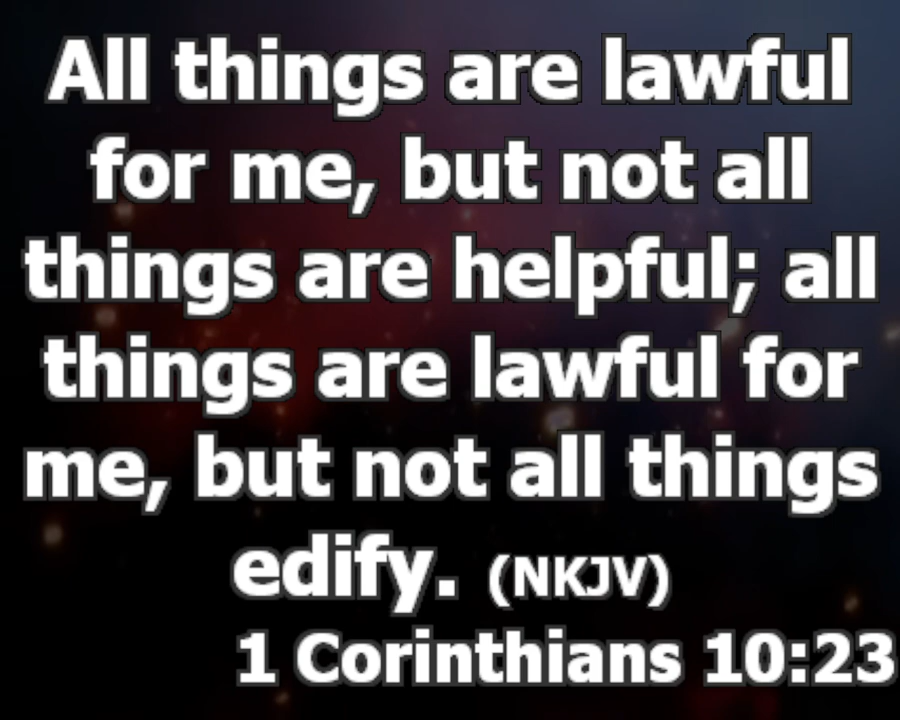 All things are lawful
for me, but not all
things are helpful; all
things are lawful for
me, but not all things
edify. (NKJV)
1 Corinthians 10:23